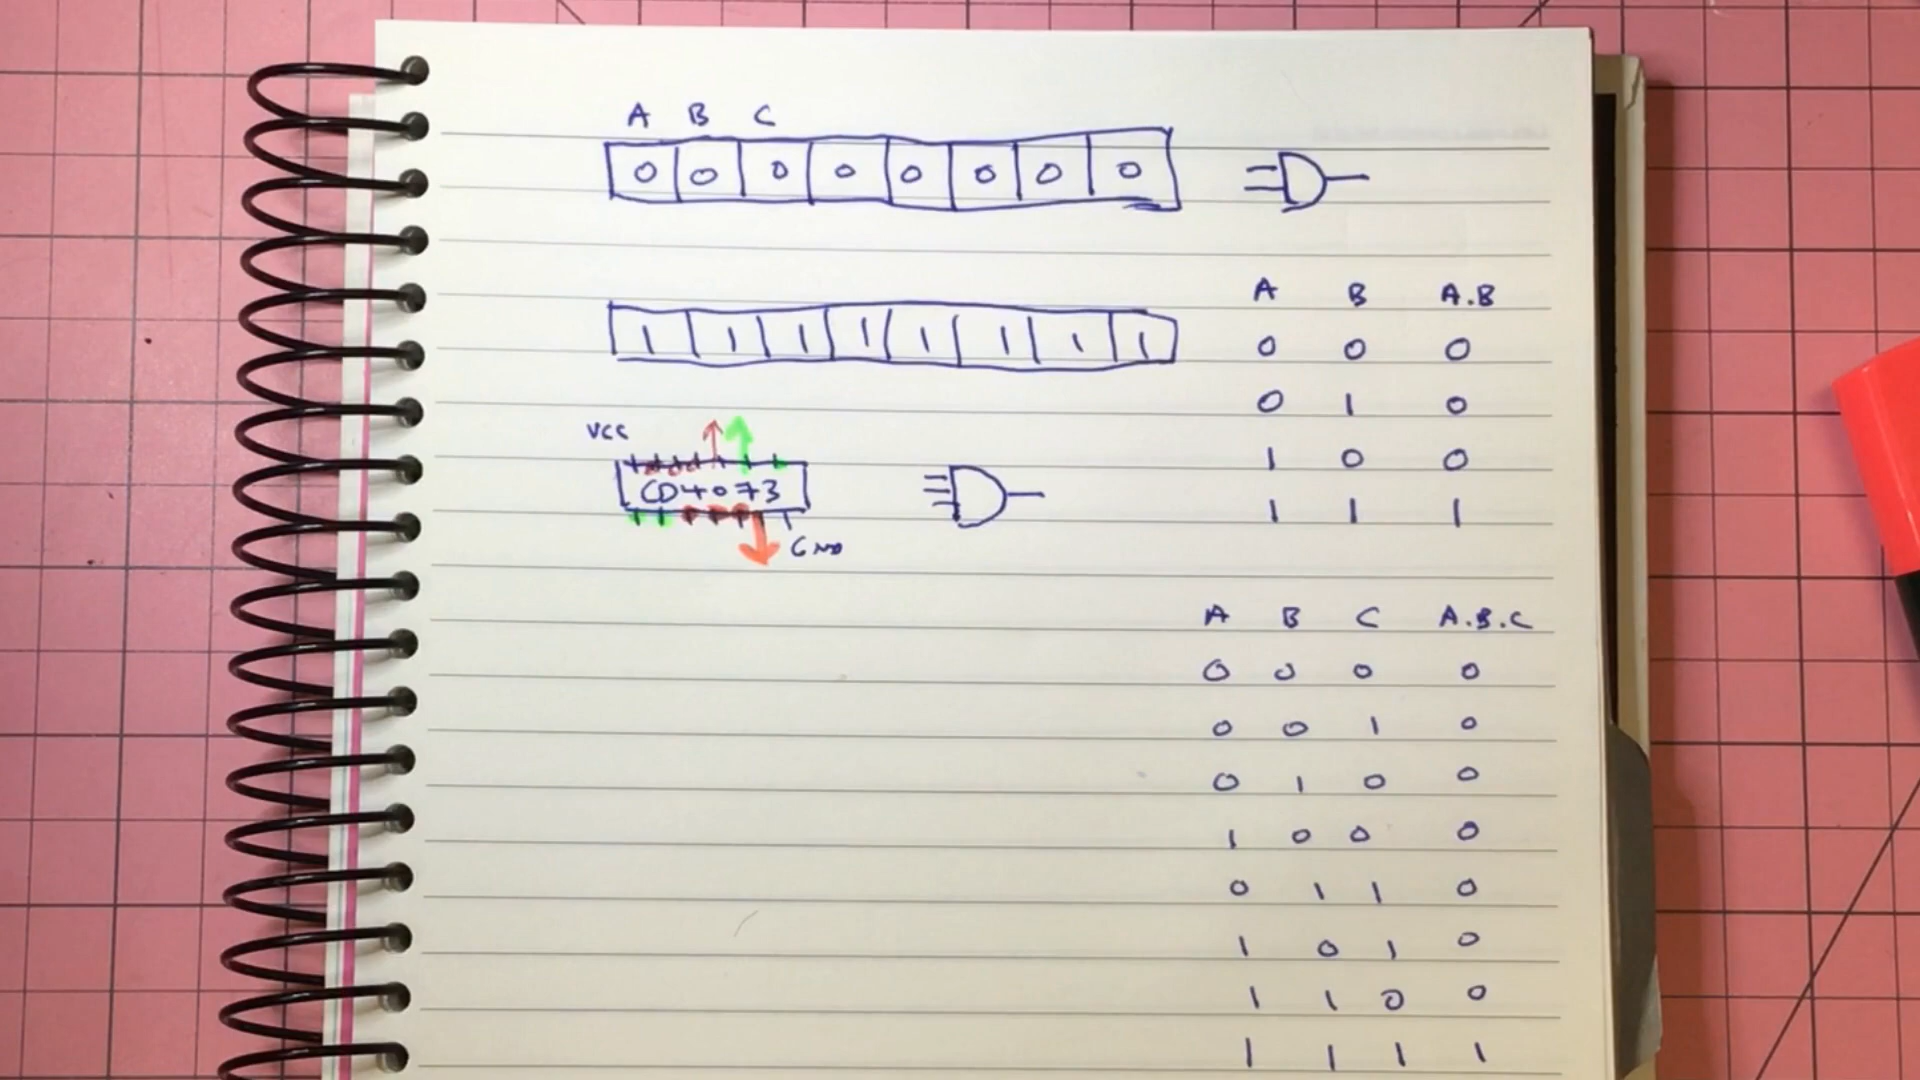 A B C
0 0 0 0 0 0 0 0
1 1 1 1 1 1 1 1
VCC
CD4073
GND
A B A.B
0 0 0
0 1 0
1 0 0
1 1 1
A B C A.B.C
0 0 0 0
0 0 1 0
0 1 0 0
1 0 0 0
0 1 1 0
1 0 1 0
1 1 0 0
1 1 1 1